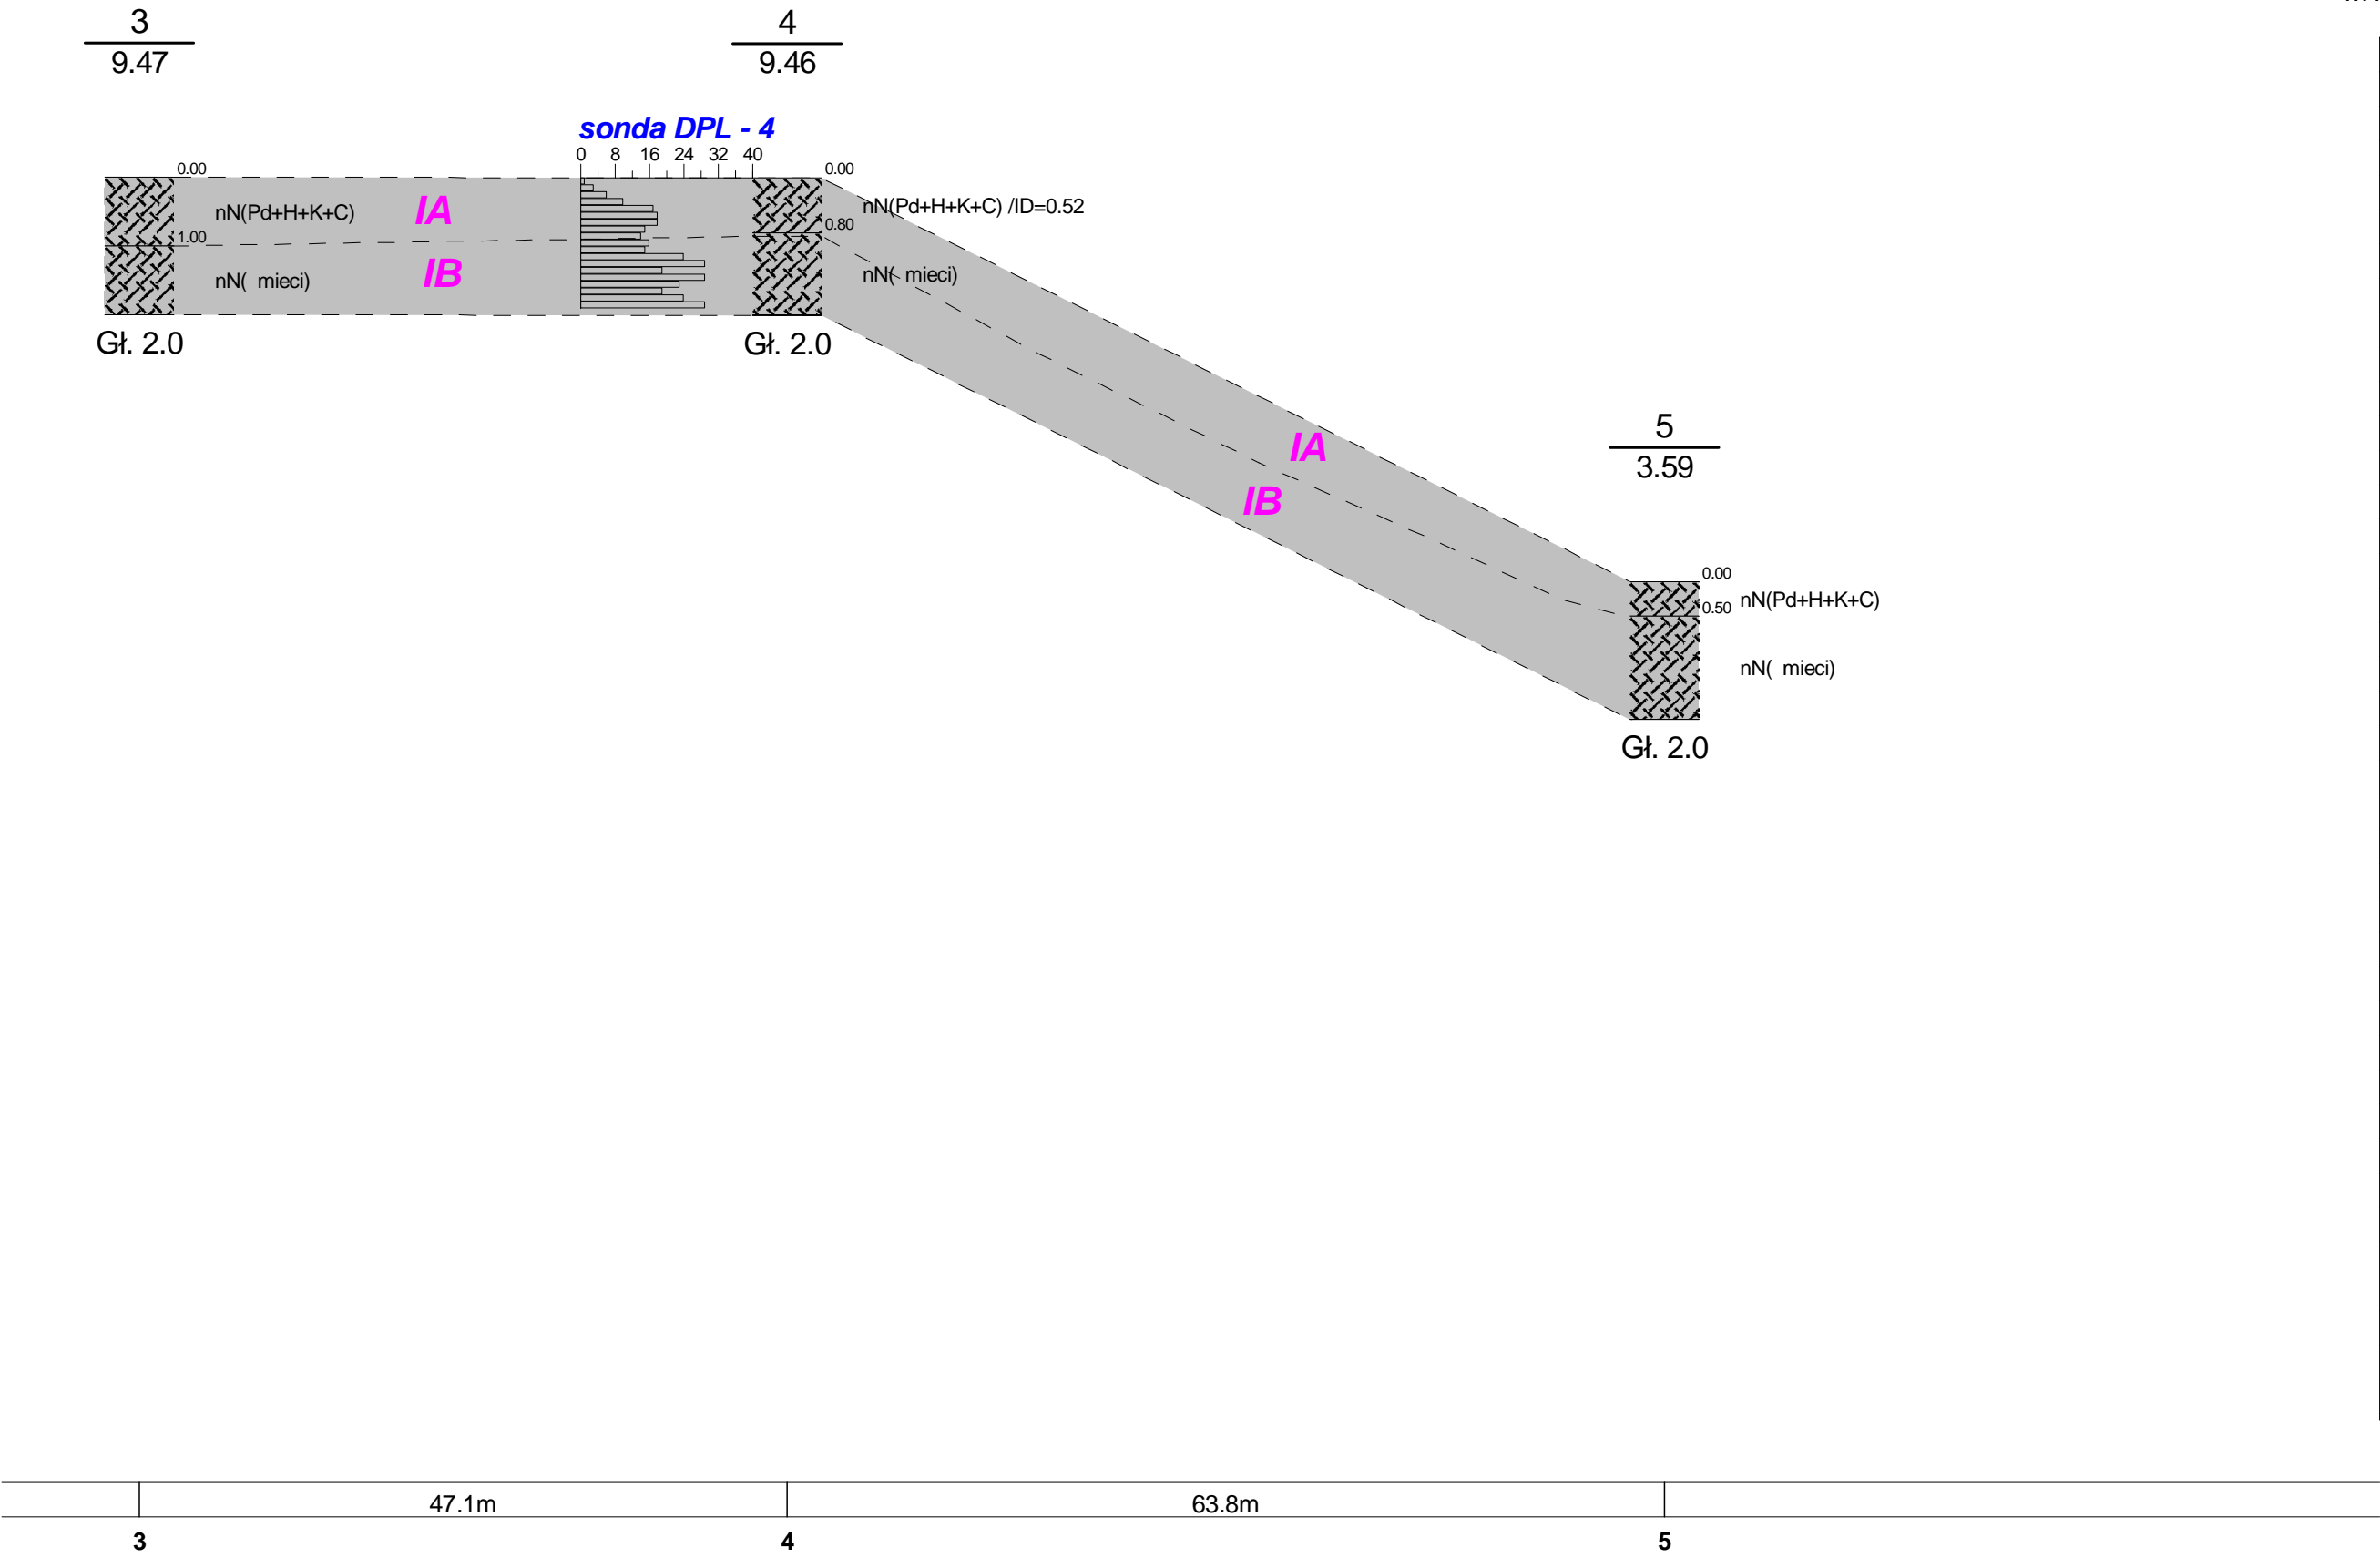 3
9.47
4
9.46
sonda DPL - 4
0 8 16 24 32 40
0.00
nN(Pd+H+K+C)
IA
1.00
nN( mieci)
IB
Gł. 2.0
0.00
nN(Pd+H+K+C) /ID=0.52
0.80
nN( mieci)
Gł. 2.0
IA
IB
5
3.59
0.00
nN(Pd+H+K+C)
0.50
nN( mieci)
Gł. 2.0
47.1m 63.8m
3 4 5